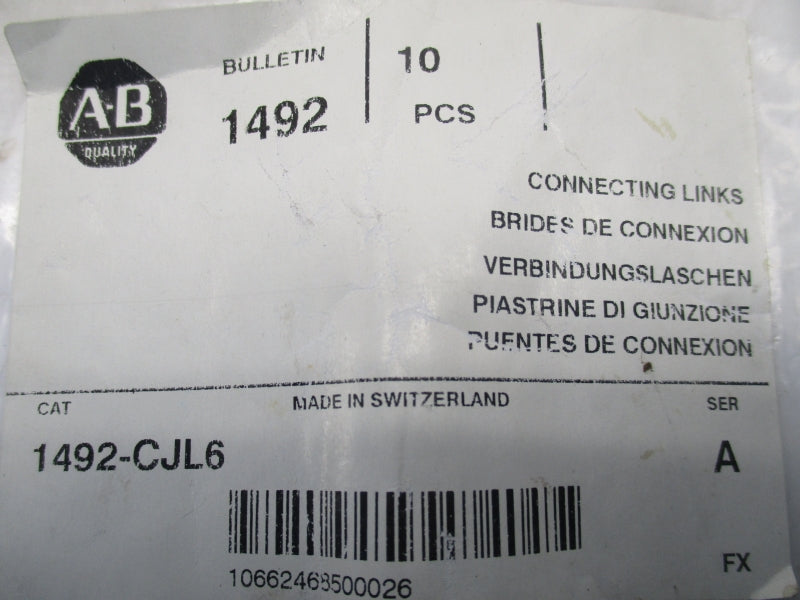 A-B
QUALITY
BULLETIN
1492
10
PCS
CONNECTING LINKS
BRIDES DE CONNEXION
VERBINDUNGSLASCHEN
PIASTRINE DI GIUNZIONE
PUENTES DE CONNEXION
CAT
MADE IN SWITZERLAND
SER
1492-CJL6
A
10662468500026
FX